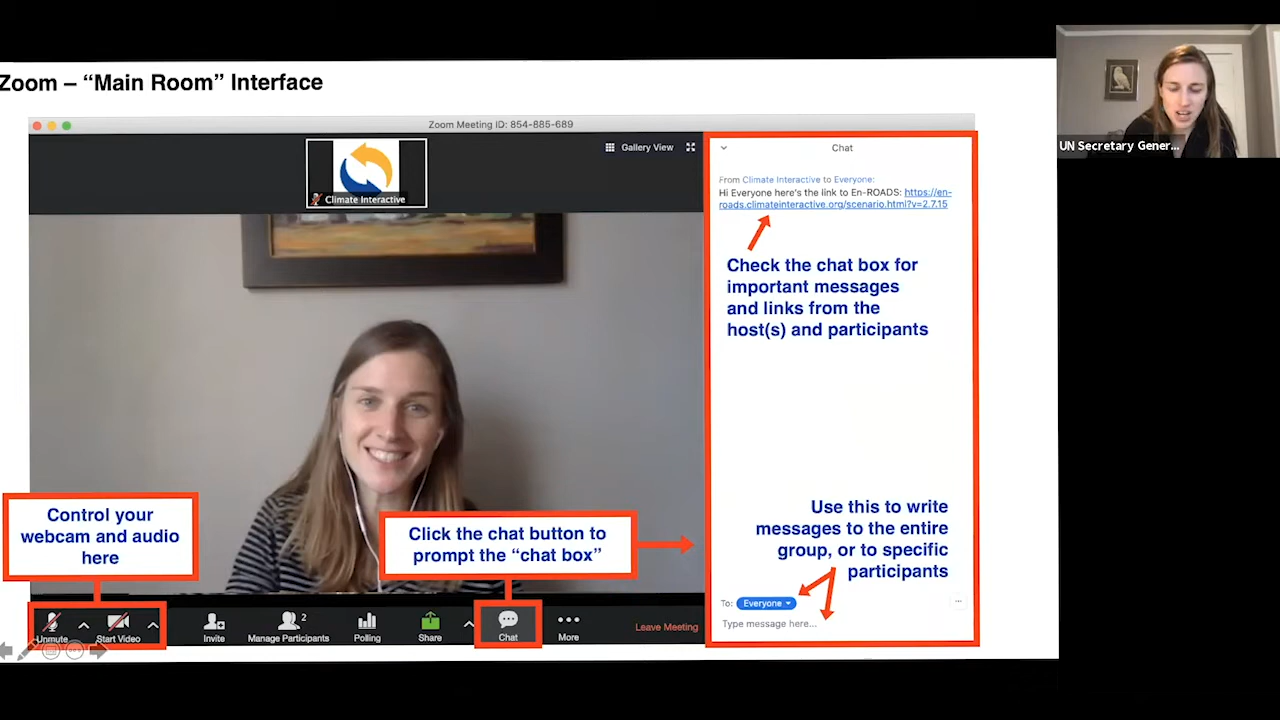 Zoom – “Main Room” Interface
UN Secretary Gener...
Zoom Meeting ID: 854-885-689
Gallery View
Climate Interactive
Chat
From Climate Interactive to Everyone:
Hi Everyone here's the link to En-ROADS: https://en-
roads.climateinteractive.org/scenario.html?v=2.7.15
Check the chat box for
important messages
and links from the
host(s) and participants
Control your
webcam and audio
here
Click the chat button to
prompt the “chat box”
Use this to write
messages to the entire
group, or to specific
participants
To: Everyone
Type message here...
Unmute
Start Video
Invite
2
Manage Participants
Polling
Share
Chat
More
Leave Meeting